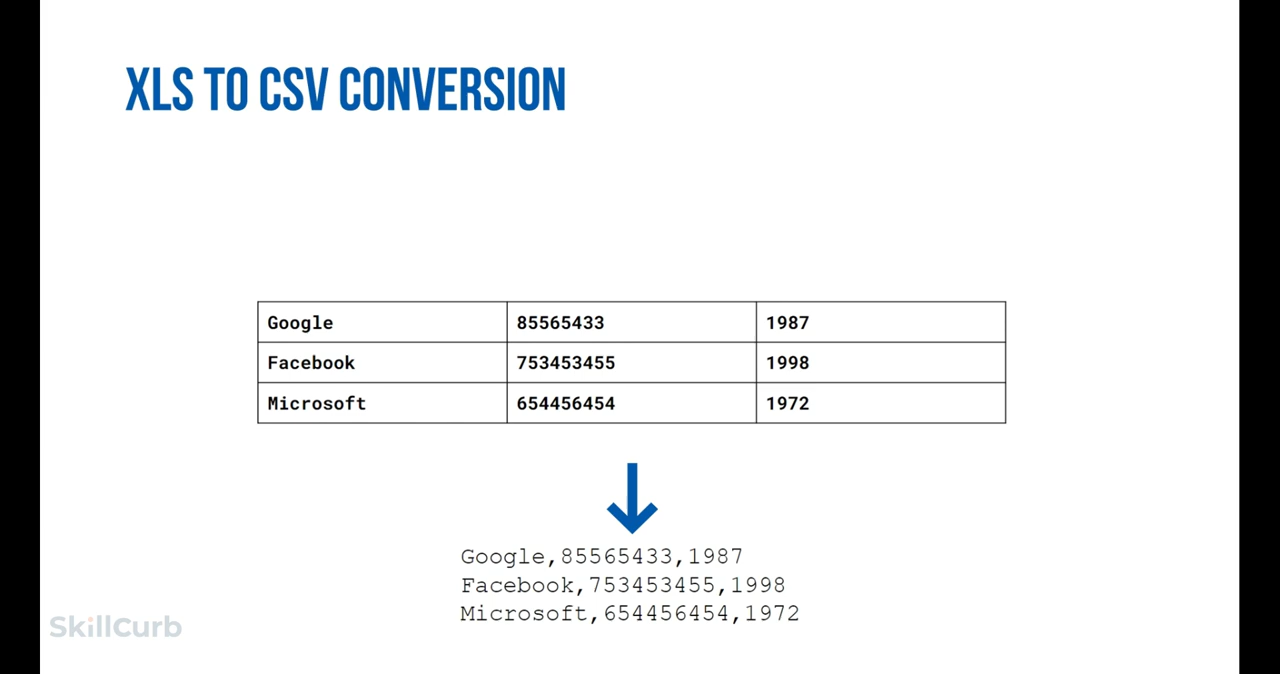 XLS TO CSV CONVERSION
Google 85565433 1987
Facebook 753453455 1998
Microsoft 654456454 1972
Google,85565433,1987
Facebook,753453455,1998
Microsoft,654456454,1972
SkillCurb